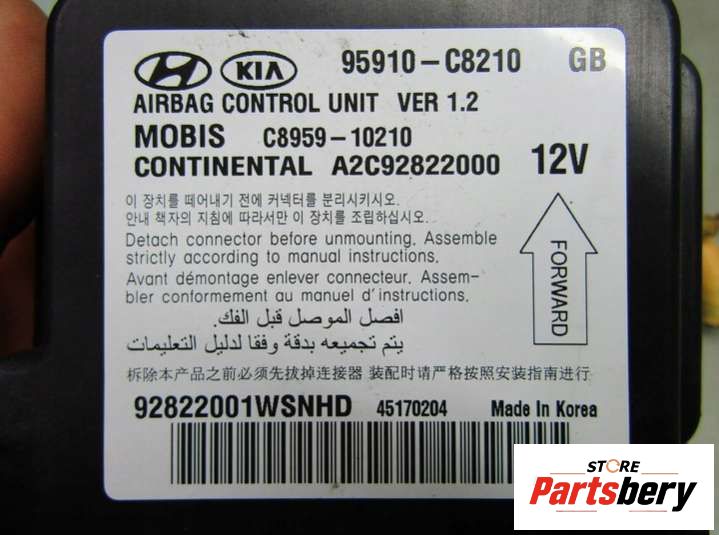 KIA 95910-C8210 GB
AIRBAG CONTROL UNIT VER 1.2
MOBIS C8959-10210
CONTINENTAL A2C92822000 12V
이 장치를 떼어내기 전에 커넥터를 분리시키시오.
안내 책자의 지침에 따라서만 이 장치를 조립하십시오.
Detach connector before unmounting. Assemble
strictly according to manual instructions.
Avant démontage enlever connecteur. Assem-
bler conformement au manuel d'instructions.
FORWARD
افصل الموصل قبل الفك.
يتم تجميعه بدقة وفقا لدليل التعليمات
拆除本产品之前必须先拔掉连接器 装配时请严格按照安装指南进行
92822001WSNHD 45170204 Made in Korea
STORE
Partsbery